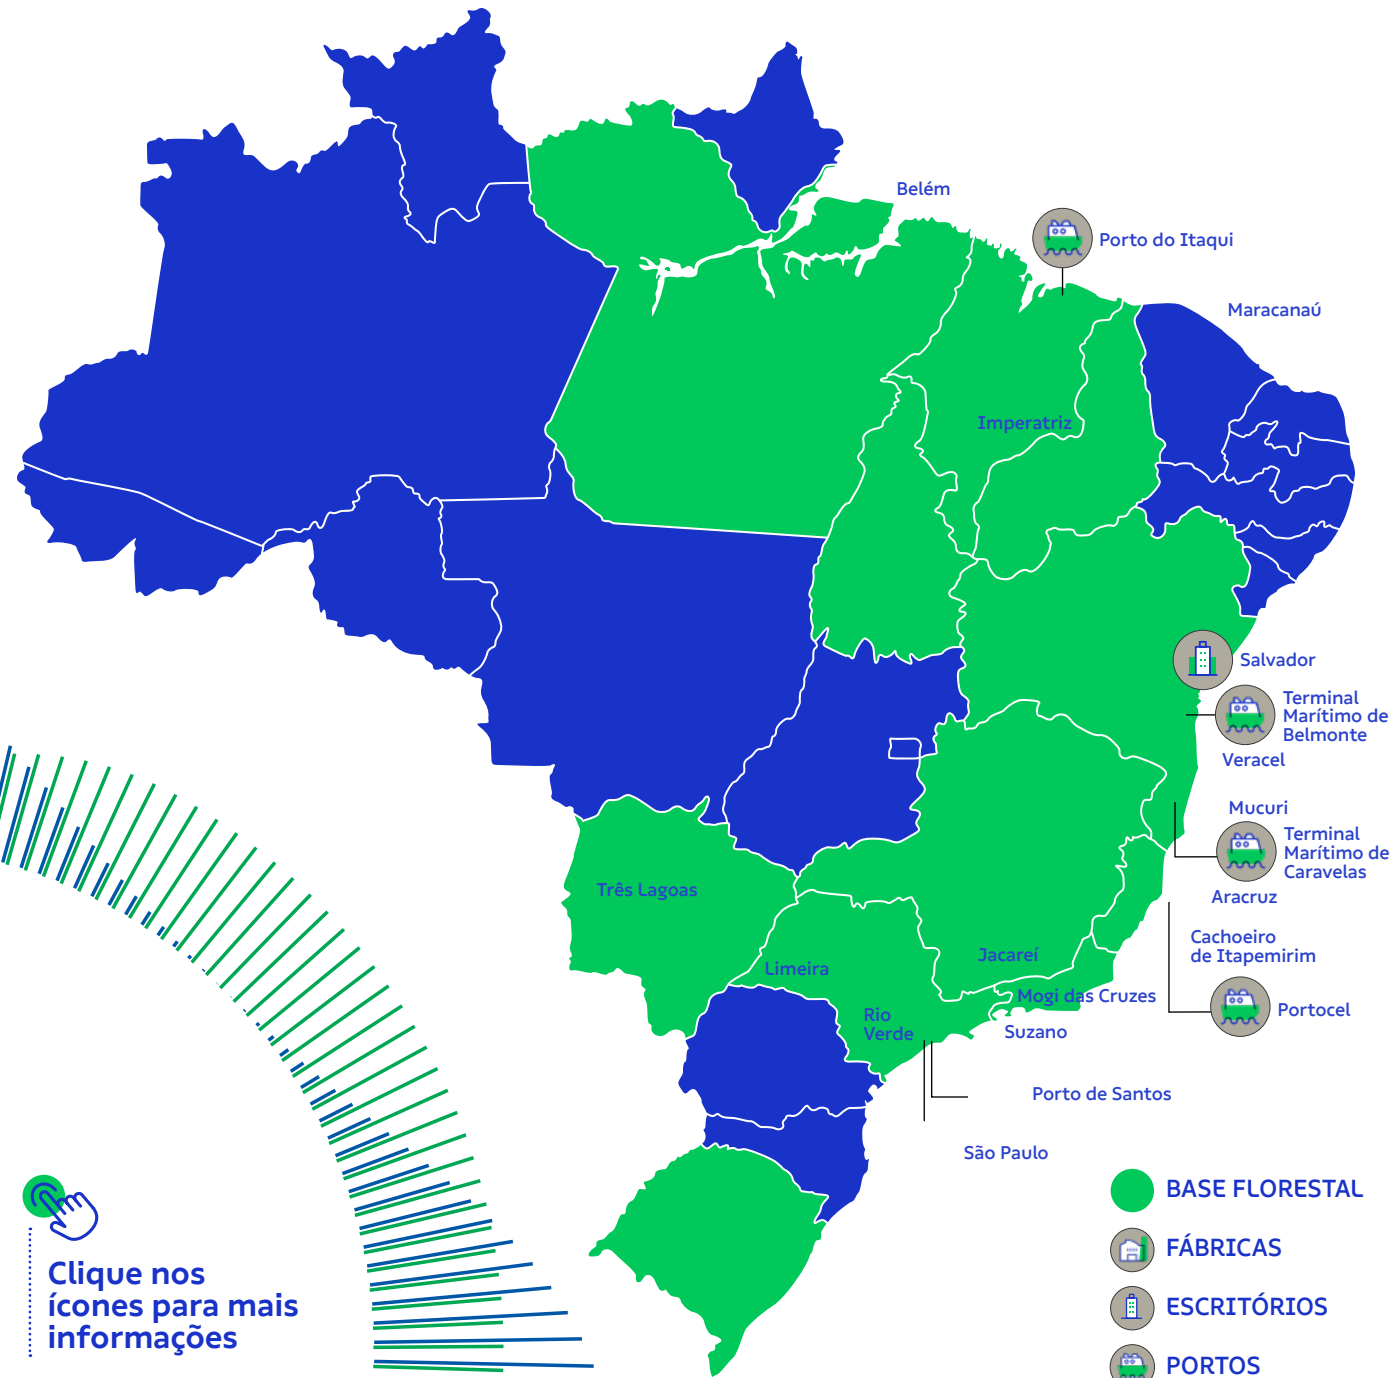 Belém
Porto do Itaqui
Maracanaú
Imperatriz
Salvador
Terminal
Marítimo de
Belmonte
Veracel
Mucuri
Terminal
Marítimo de
Caravelas
Três Lagoas
Aracruz
Cachoeiro
de Itapemirim
Jacareí
Limeira
Mogi das Cruzes
Portocel
Rio
Verde
Suzano
Porto de Santos
São Paulo
BASE FLORESTAL
FÁBRICAS
ESCRITÓRIOS
PORTOS
Clique nos
ícones para mais
informações